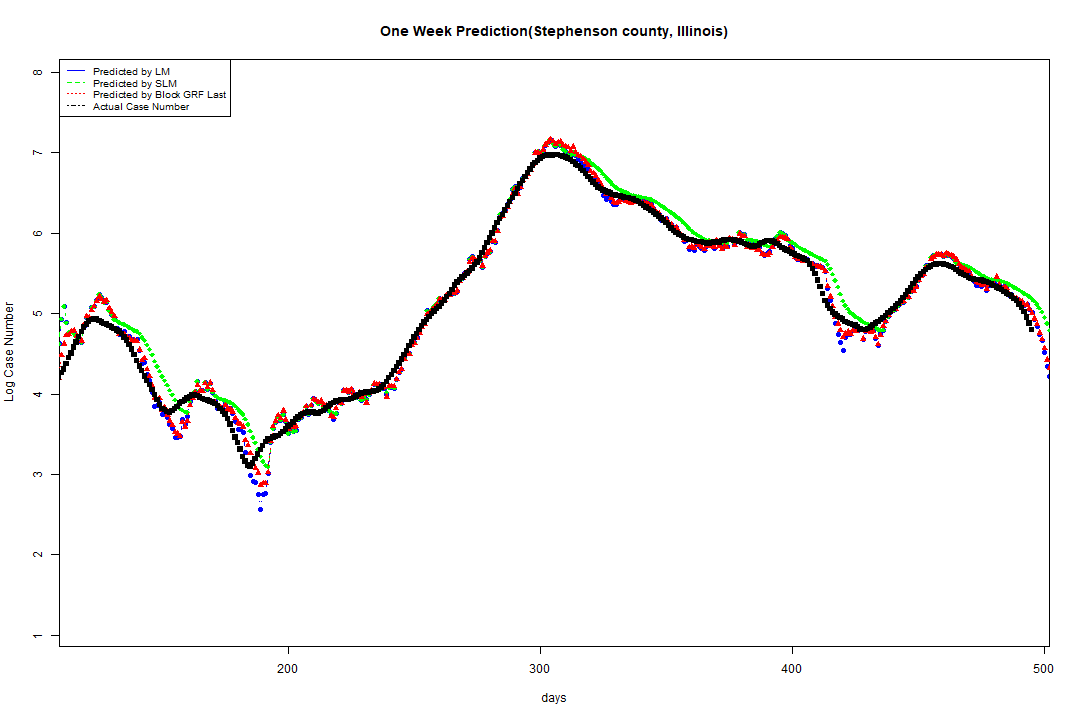 One Week Prediction(Stephenson county, Illinois)
Predicted by LM
Predicted by SLM
Predicted by Block GRF Last
Actual Case Number
8
7
6
5
4
3
2
1
Log Case Number
200 300 400 500
days